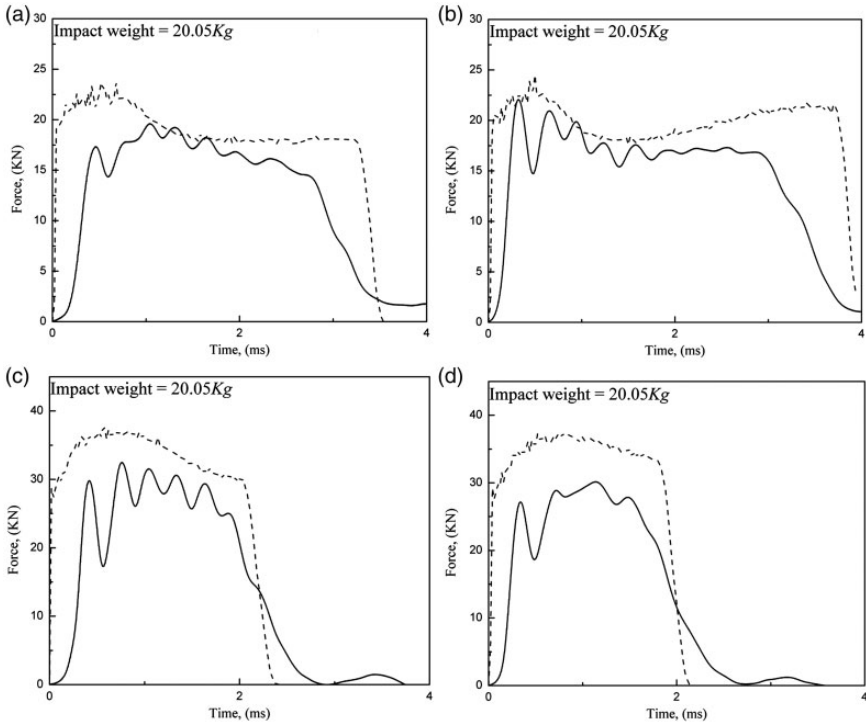 (a)
Impact weight = 20.05Kg
30
25
20
15
10
5
0
Force, (KN)
0 2 4
Time, (ms)
(b)
Impact weight = 20.05Kg
30
25
20
15
10
5
0
Force, (KN)
0 2 4
Time, (ms)
(c)
Impact weight = 20.05Kg
40
30
20
10
0
Force, (KN)
0 2 4
Time, (ms)
(d)
Impact weight = 20.05Kg
40
30
20
10
0
Force, (KN)
0 2 4
Time, (ms)